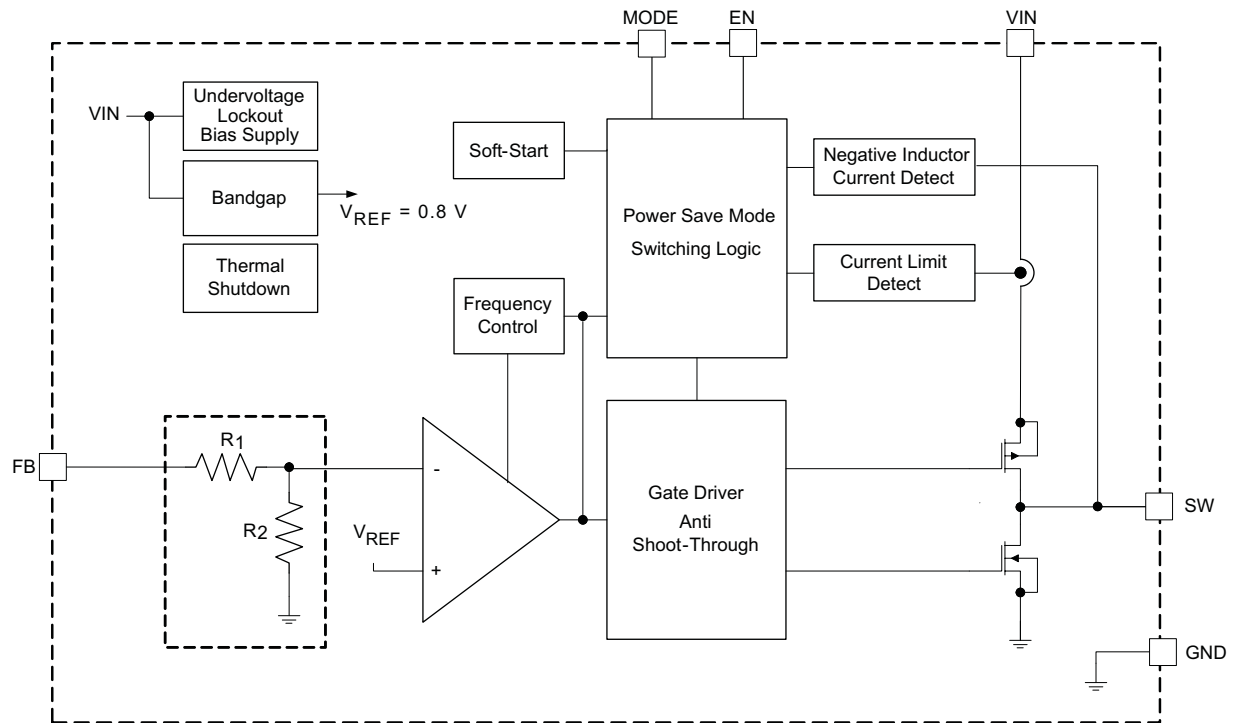 MODE
EN
VIN
VIN
Undervoltage
Lockout
Bias Supply
Soft-Start
Negative Inductor
Current Detect
Bandgap
VREF = 0.8 V
Power Save Mode
Switching Logic
Thermal
Shutdown
Current Limit
Detect
Frequency
Control
R1
FB
-
R2
VREF
+
Gate Driver
Anti
Shoot-Through
SW
GND